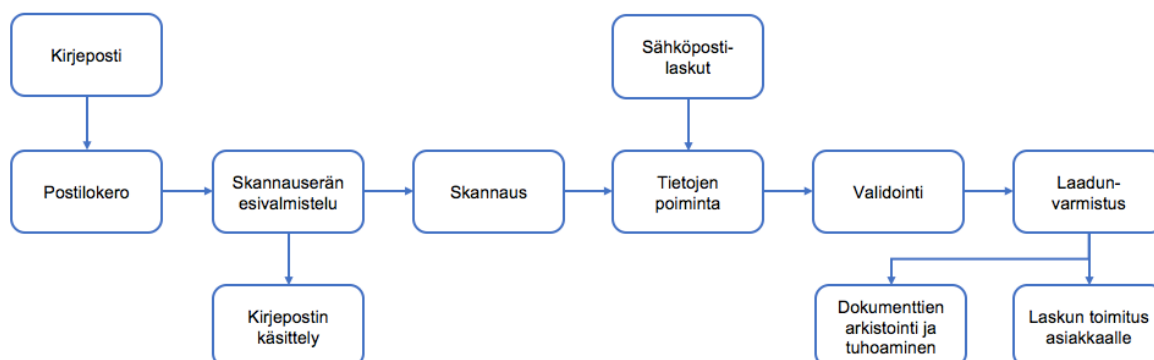 Kirjeposti
Sähköposti-
laskut
Postilokero
Skannauserän
esivalmistelu
Skannaus
Tietojen
poiminta
Validointi
Laadun-
varmistus
Kirjepostin
käsittely
Dokumenttien
arkistointi ja
tuhoaminen
Laskun toimitus
asiakkaalle